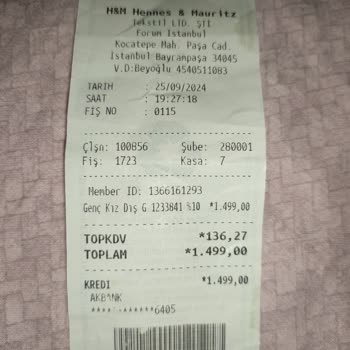 H&M Hennes & Mauritz
Tekstil LTD. ŞTİ
Forum İstanbul
Kocatepe Mah. Paşa Cad.
İstanbul Bayrampaşa 34045
V.D:Beyoğlu 4540511083
TARİH : 25/09/2024
SAAT : 19:27:18
FİŞ NO : 0115
Çlşn: 100856 Şube: 280001
Fiş: 1723 Kasa: 7
Member ID: 1366161293
Genç Kız Dış G 1233841 %10 *1.499,00
TOPKDV *136,27
TOPLAM *1.499,00
KREDI *1.499,00
AKBANK
****-******6405